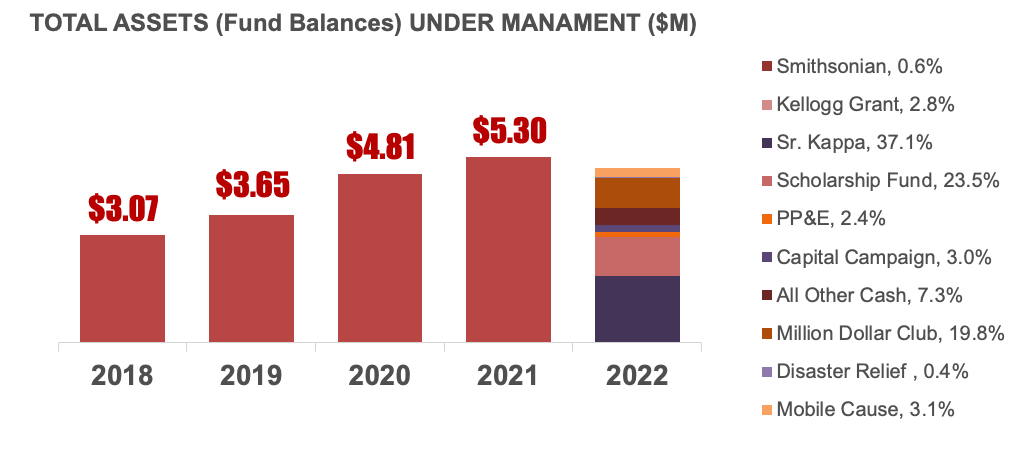 TOTAL ASSETS (Fund Balances) UNDER MANAMENT ($M)
$3.07
$3.65
$4.81
$5.30
2018
2019
2020
2021
2022
Smithsonian, 0.6%
Kellogg Grant, 2.8%
Sr. Kappa, 37.1%
Scholarship Fund, 23.5%
PP&E, 2.4%
Capital Campaign, 3.0%
All Other Cash, 7.3%
Million Dollar Club, 19.8%
Disaster Relief , 0.4%
Mobile Cause, 3.1%